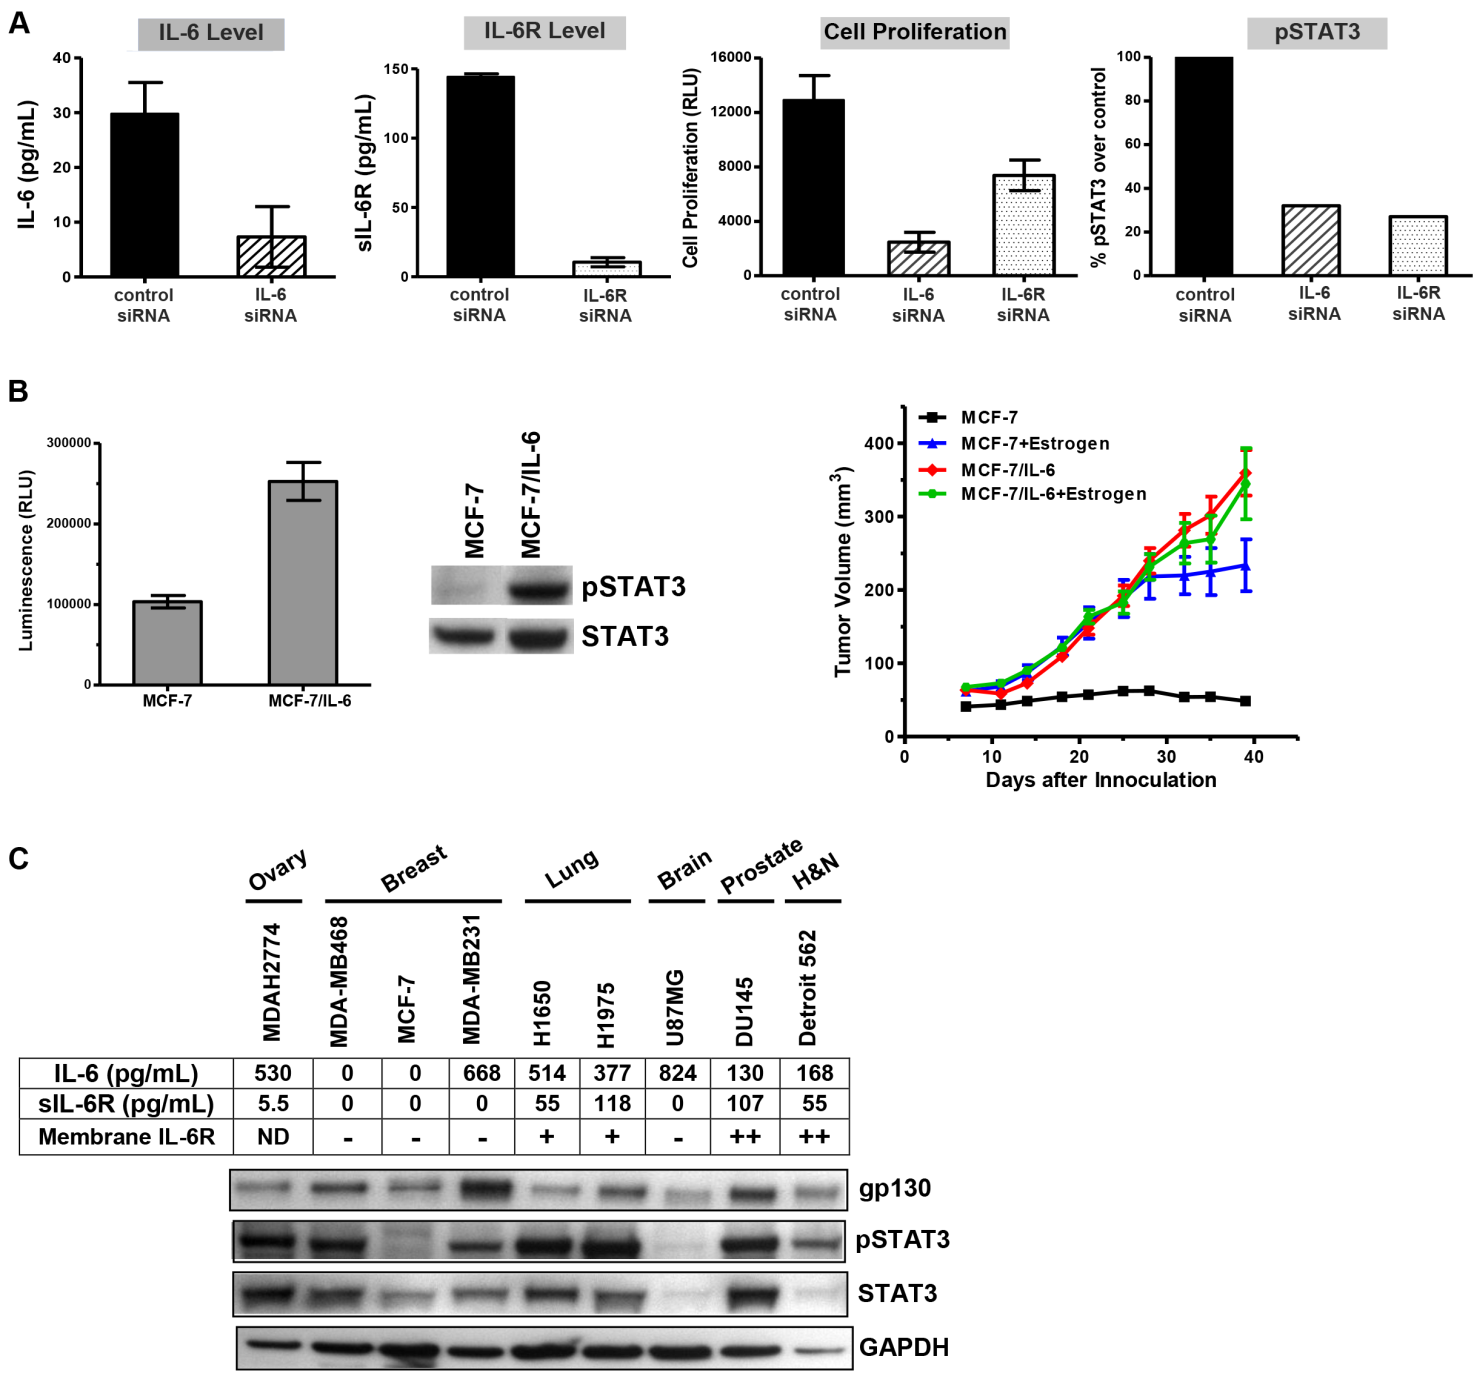 A
IL-6 Level
IL-6 (pg/mL)
40
30
20
10
0
control
siRNA
IL-6
siRNA
IL-6R Level
sIL-6R (pg/mL)
150
100
50
0
control
siRNA
IL-6R
siRNA
Cell Proliferation
Cell Proliferation (RLU)
16000
12000
8000
4000
0
control
siRNA
IL-6
siRNA
IL-6R
siRNA
pSTAT3
% pSTAT3 over control
100
80
60
40
20
0
control
siRNA
IL-6
siRNA
IL-6R
siRNA
B
Luminescence (RLU)
300000
200000
100000
0
MCF-7
MCF-7/IL-6
MCF-7
MCF-7/IL-6
pSTAT3
STAT3
MCF-7
MCF-7+Estrogen
MCF-7/IL-6
MCF-7/IL-6+Estrogen
Tumor Volume (mm3)
400
300
200
100
0
0 10 20 30 40
Days after Innoculation
C
Ovary Breast Lung Brain Prostate H&N
MDAH2774 MDA-MB468 MCF-7 MDA-MB231 H1650 H1975 U87MG DU145 Detroit 562
IL-6 (pg/mL) 530 0 0 668 514 377 824 130 168
sIL-6R (pg/mL) 5.5 0 0 0 55 118 0 107 55
Membrane IL-6R ND - - - + + - ++ ++
gp130
pSTAT3
STAT3
GAPDH